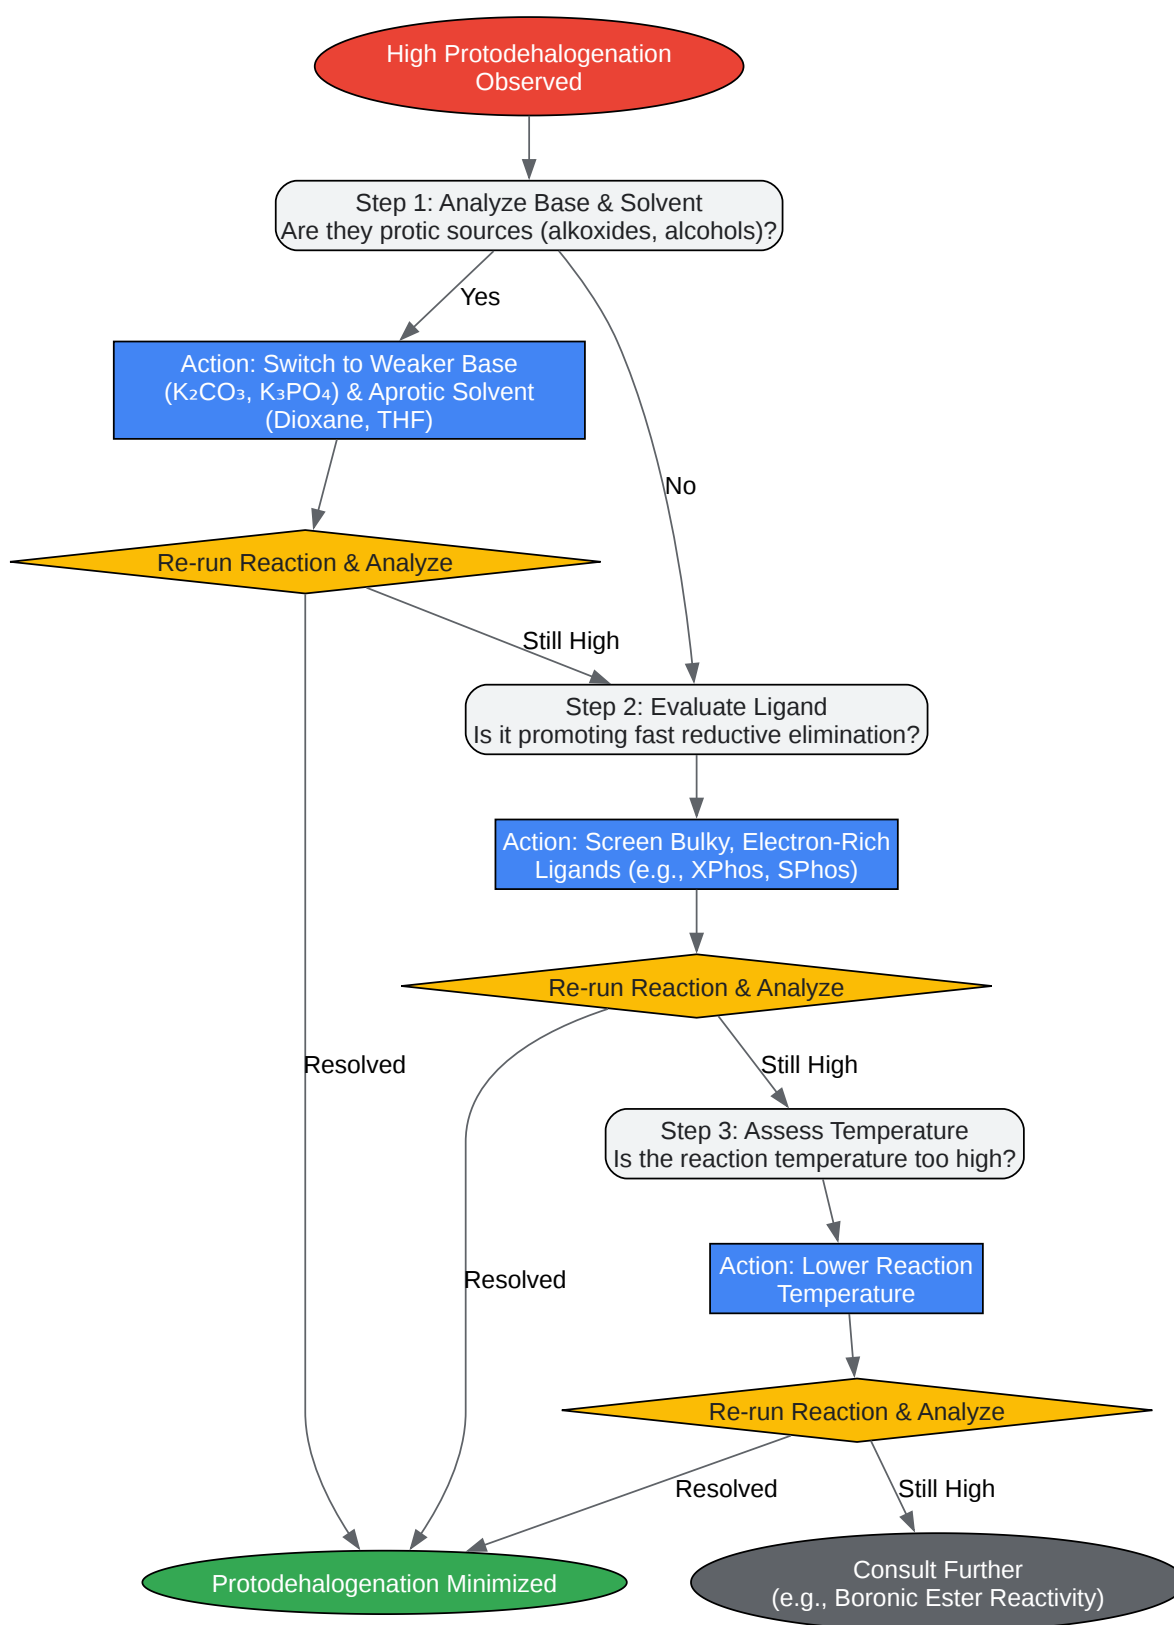 High Protodehalogenation
Observed
Step 1: Analyze Base & Solvent
Are they protic sources (alkoxides, alcohols)?
Yes
Action: Switch to Weaker Base
(K₂CO₃, K₃PO₄) & Aprotic Solvent
(Dioxane, THF)
No
Re-run Reaction & Analyze
Still High
Step 2: Evaluate Ligand
Is it promoting fast reductive elimination?
Action: Screen Bulky, Electron-Rich
Ligands (e.g., XPhos, SPhos)
Re-run Reaction & Analyze
Resolved
Still High
Step 3: Assess Temperature
Is the reaction temperature too high?
Action: Lower Reaction
Temperature
Resolved
Re-run Reaction & Analyze
Resolved
Still High
Protodehalogenation Minimized
Consult Further
(e.g., Boronic Ester Reactivity)